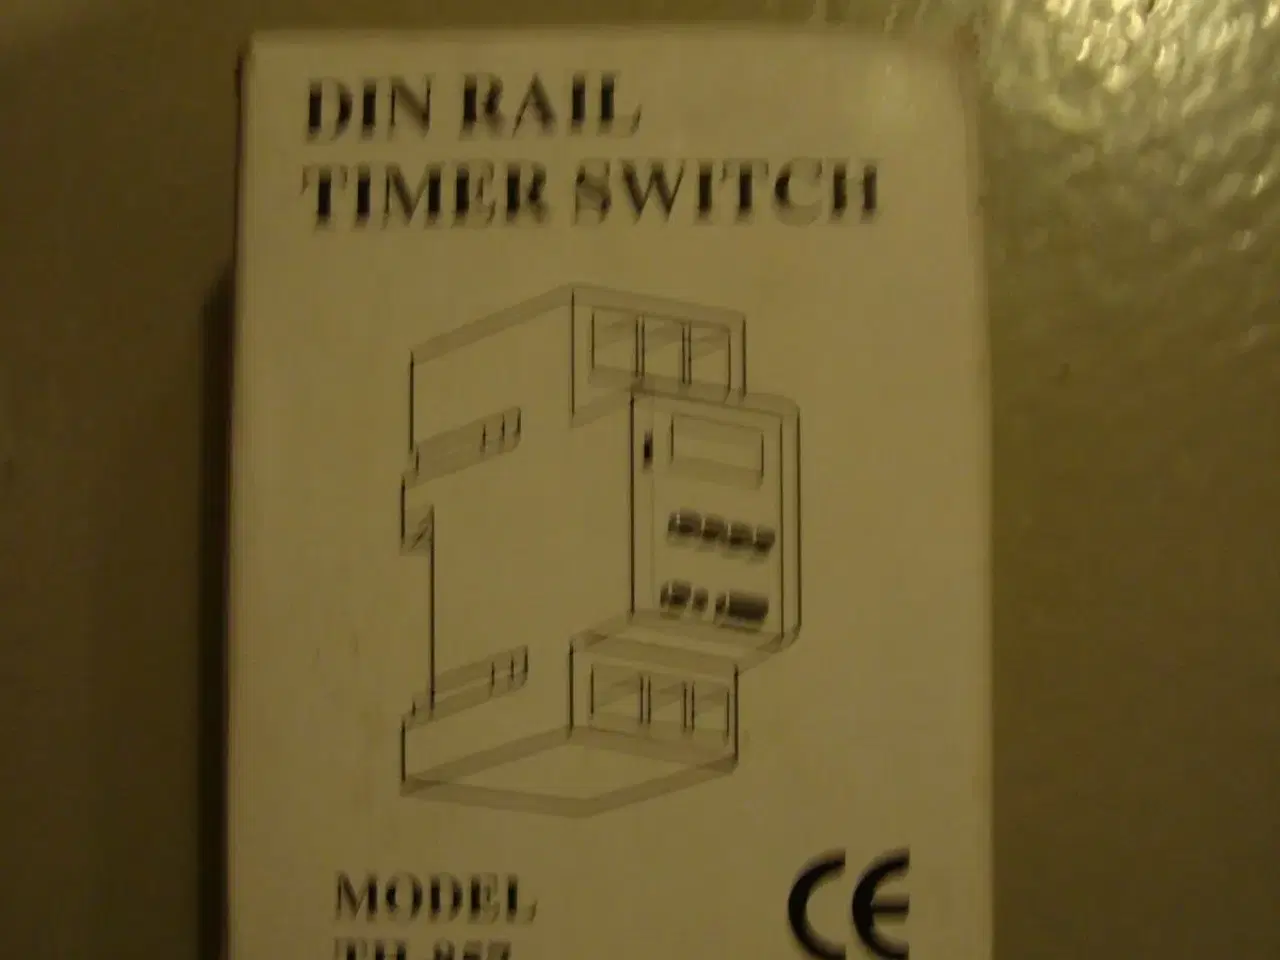 DIN RAIL
TIMER SWITCH
MODEL
CE